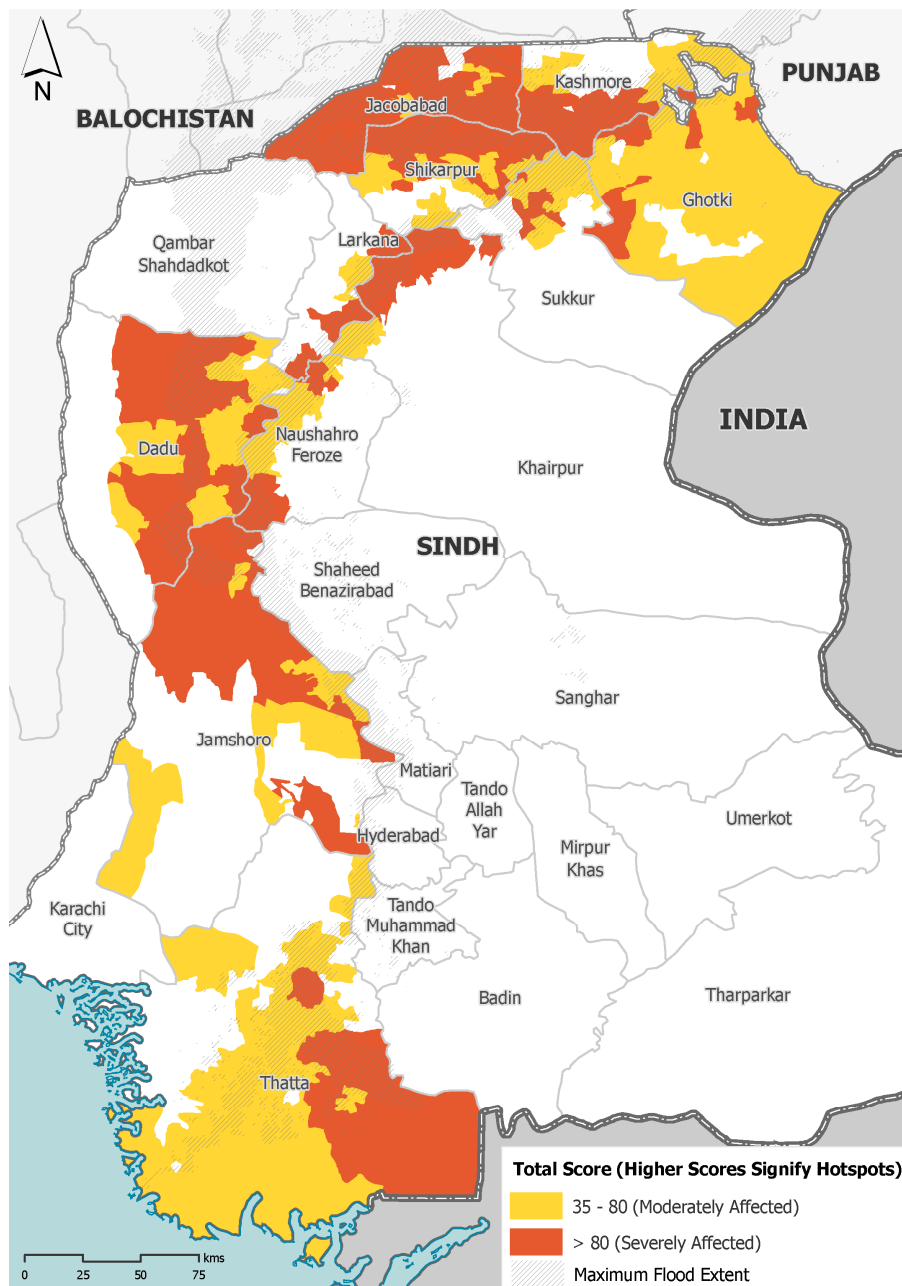 N
PUNJAB
BALOCHISTAN
Kashmore
Jacobabad
Shikarpur
Ghotki
Larkana
Qambar
Shahdadkot
Sukkur
INDIA
Naushahro
Feroze
Dadu
Khairpur
SINDH
Shaheed
Benazirabad
Sanghar
Jamshoro
Matiari
Tando
Allah
Yar
Umerkot
Hyderabad
Mirpur
Khas
Karachi
City
Tando
Muhammad
Khan
Badin
Tharparkar
Thatta
Total Score (Higher Scores Signify Hotspots)
35 - 80 (Moderately Affected)
> 80 (Severely Affected)
Maximum Flood Extent
kms
0 25 50 75